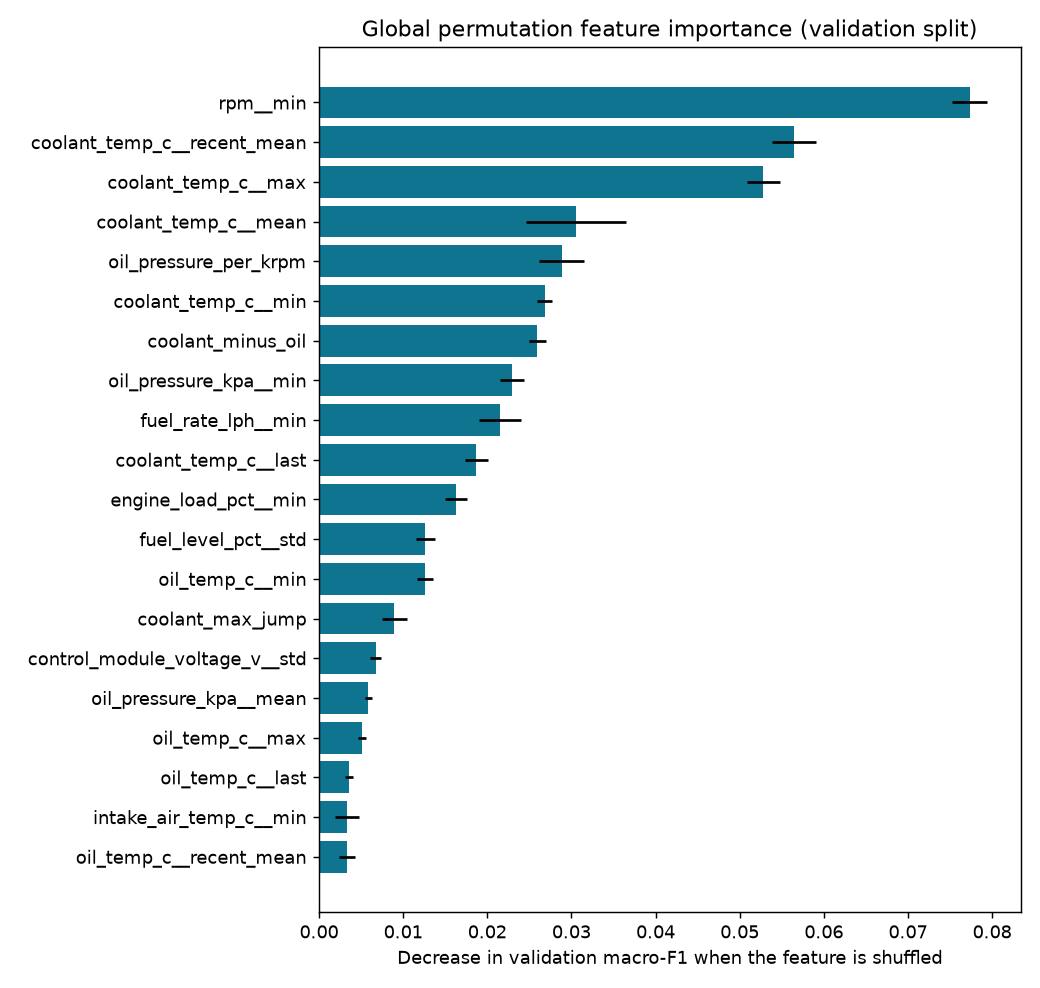 Global permutation feature importance (validation split)
rpm__min
coolant_temp_c__recent_mean
coolant_temp_c__max
coolant_temp_c__mean
oil_pressure_per_krpm
coolant_temp_c__min
coolant_minus_oil
oil_pressure_kpa__min
fuel_rate_lph__min
coolant_temp_c__last
engine_load_pct__min
fuel_level_pct__std
oil_temp_c__min
coolant_max_jump
control_module_voltage_v__std
oil_pressure_kpa__mean
oil_temp_c__max
oil_temp_c__last
intake_air_temp_c__min
oil_temp_c__recent_mean
0.00 0.01 0.02 0.03 0.04 0.05 0.06 0.07 0.08
Decrease in validation macro-F1 when the feature is shuffled